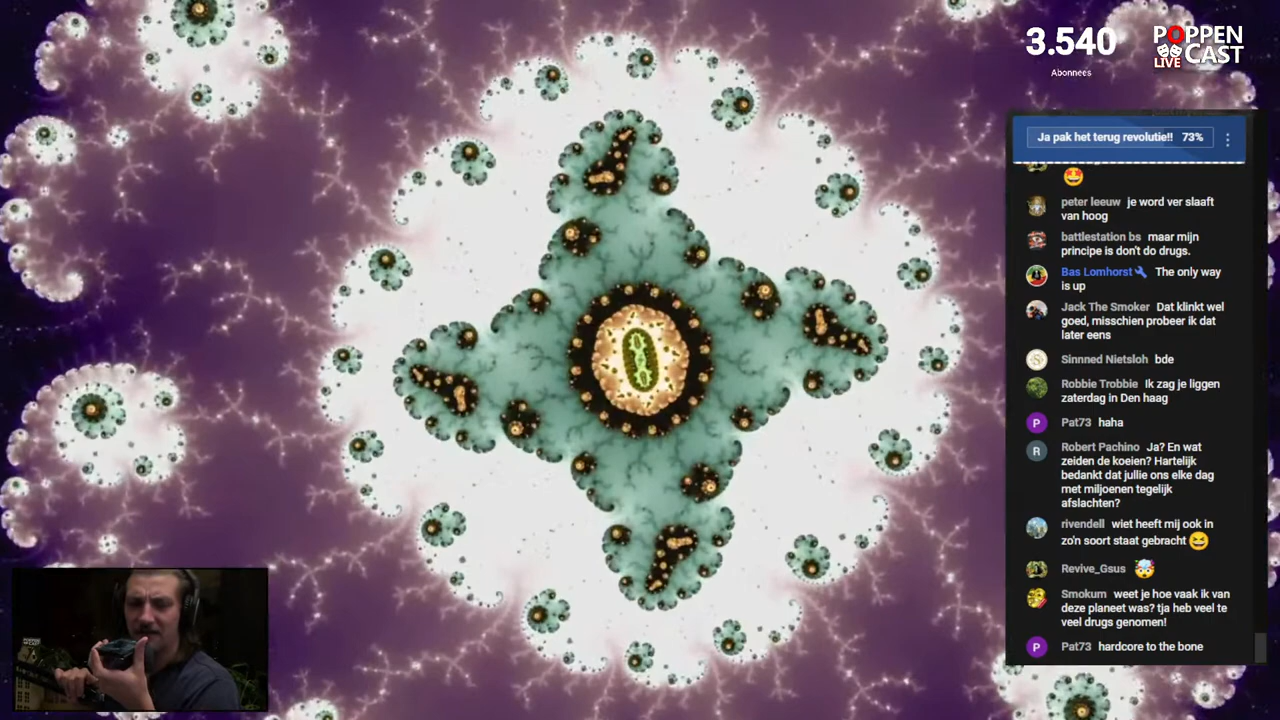 3.540
Abonnees
POPPEN
LIVE CAST
Ja pak het terug revolutie!! 73%
peter leeuw je word ver slaaft
van hoog
battlestation bs maar mijn
principe is don't do drugs.
Bas Lomhorst The only way
is up
Jack The Smoker Dat klinkt wel
goed, misschien probeer ik dat
later eens
Sinnned Nietsloh bde
Robbie Trobbie Ik zag je liggen
zaterdag in Den haag
P Pat73 haha
R Robert Pachino Ja? En wat
zeiden de koeien? Hartelijk
bedankt dat jullie ons elke dag
met miljoenen tegelijk
afslachten?
rivendell wiet heeft mij ook in
zo'n soort staat gebracht 😆
Revive_Gsus 🤯
Smokum weet je hoe vaak ik van
deze planeet was? tja heb veel te
veel drugs genomen!
P Pat73 hardcore to the bone